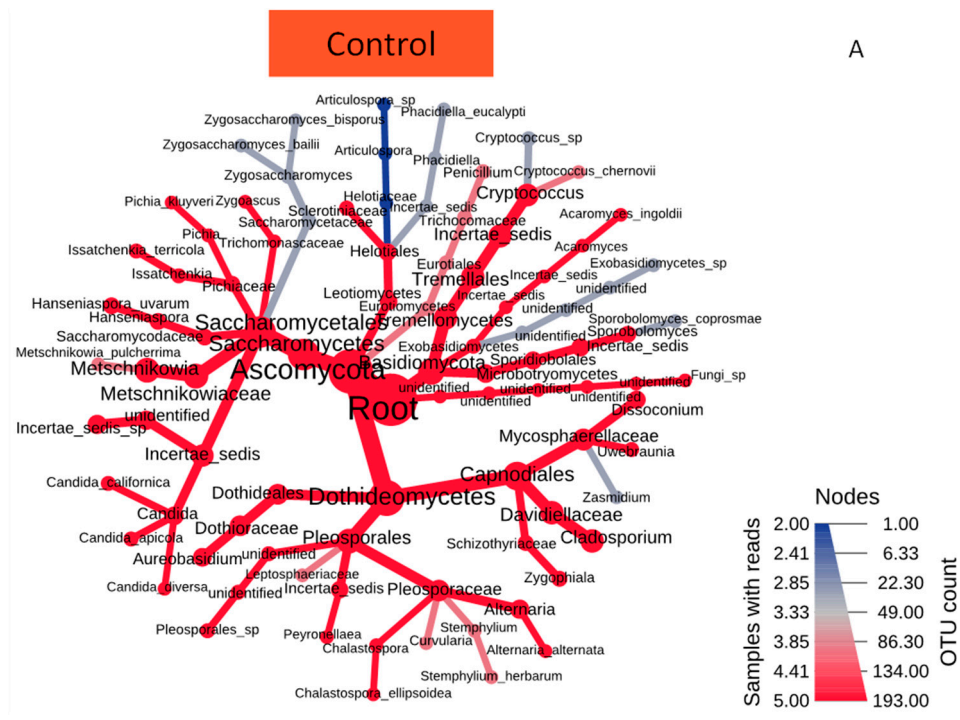 Control
A
Articulospora_sp
Phacidiella_eucalypti
Zygosaccharomyces_bisporus
Cryptococcus_sp
Zygosaccharomyces_bailii
Articulospora
Phacidiella
Penicillium
Cryptococcus_chernovii
Zygosaccharomyces
Cryptococcus
Helotiaceae
Pichia_kluyveri
Zygoascus
Sclerotiniaceae
Incertae_sedis
Acaromyces_ingoldii
Saccharomycetaceae
Trichocomaceae
Pichia
Trichomonascaceae
Incertae_sedis
Acaromyces
Issatchenkia_terricola
Helotiales
Eurotiales
Exobasidiomycetes_sp
Issatchenkia
Tremellales
Incertae_sedis
Pichiaceae
unidentified
Leotiomycetes
Incertae_sedis
Hanseniaspora_uvarum
Eurotiomycetes
unidentified
Hanseniaspora
Saccharomycetales
Tremellomycetes
Sporobolomyces_coprosmae
Saccharomycodaceae
Saccharomycetes
unidentified
Sporobolomyces
Metschnikowia_pulcherrima
Exobasidiomycetes
Incertae_sedis
Metschnikowia
Ascomycota
Basidiomycota
Sporidiobolales
Microbotryomycetes
Fungi_sp
Metschnikowiaceae
Root
unidentified
unidentified
unidentified
unidentified
unidentified
Dissoconium
unidentified
Incertae_sedis_sp
Mycosphaerellaceae
Uwebraunia
Incertae_sedis
Capnodiales
Candida_californica
Dothideales
Dothideomycetes
Zasmidium
Nodes
Candida
Davidiellaceae
Dothioraceae
Candida_apicola
Pleosporales
Schizothyriaceae
Cladosporium
Aureobasidium
unidentified
Leptosphaeriaceae
Zygophiala
Candida_diversa
unidentified
Incertae_sedis
Pleosporaceae
Alternaria
Pleosporales_sp
Peyronellaea
Stemphylium
Chalastospora
Curvularia
Alternaria_alternata
Stemphylium_herbarum
Chalastospora_ellipsoidea
Samples with reads
OTU count
2.00 1.00
2.41 6.33
2.85 22.30
3.33 49.00
3.85 86.30
4.41 134.00
5.00 193.00